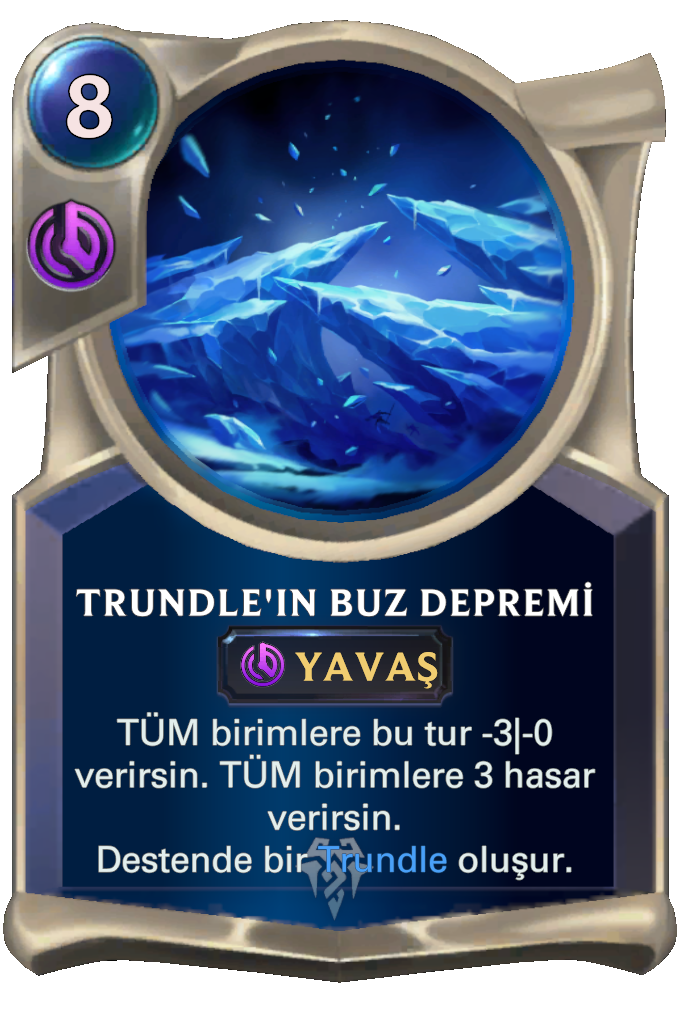 8
TRUNDLE'IN BUZ DEPREMİ
YAVAŞ
TÜM birimlere bu tur -3|-0
verirsin. TÜM birimlere 3 hasar
verirsin.
Destende bir Trundle oluşur.